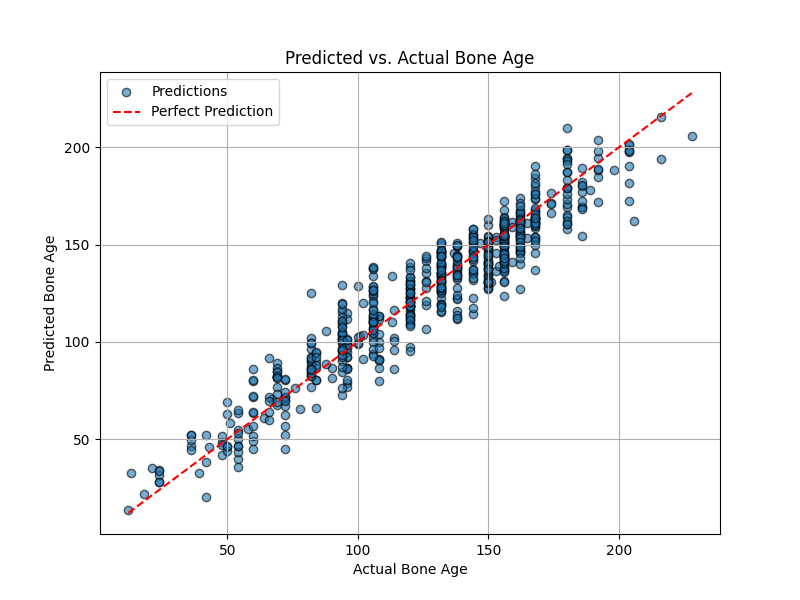 Predicted vs. Actual Bone Age
Predictions
Perfect Prediction
Predicted Bone Age
200
150
100
50
50 100 150 200
Actual Bone Age